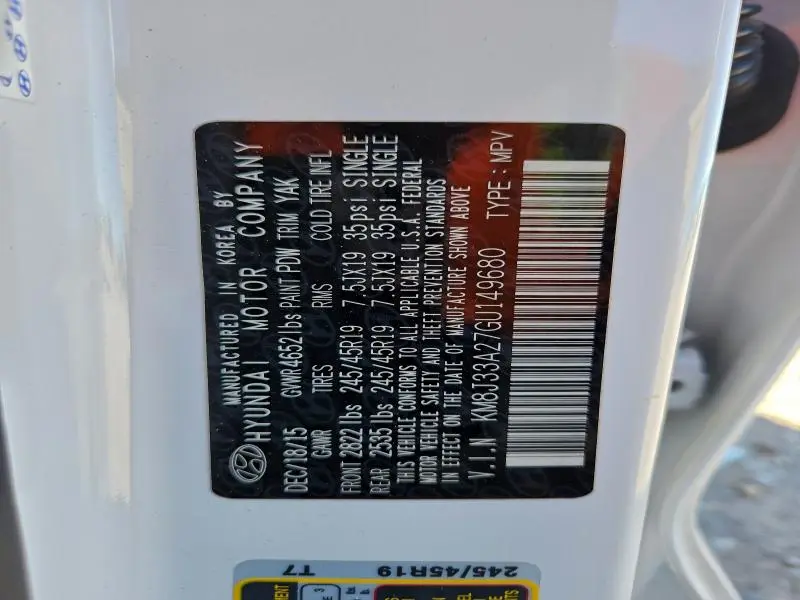 MANUFACTURED IN KOREA BY
HYUNDAI MOTOR COMPANY
DEC/18/15 GVWR 4652 lbs PAINT PDW TRIM YAK
GAWR TIRES RMS COLD TIRE INFL
FRONT 2822 lbs 245/45R19 7.5JX19 35psi SINGLE
REAR 2535 lbs 245/45R19 7.5JX19 35psi SINGLE
THIS VEHICLE CONFORMS TO ALL APPLICABLE U.S.A. FEDERAL
MOTOR VEHICLE SAFETY AND THEFT PREVENTION STANDARDS
IN EFFECT ON THE DATE OF MANUFACTURE SHOWN ABOVE
V.I.N KM8J33A27GU149680 TYPE : MPV
245/45R19
T7